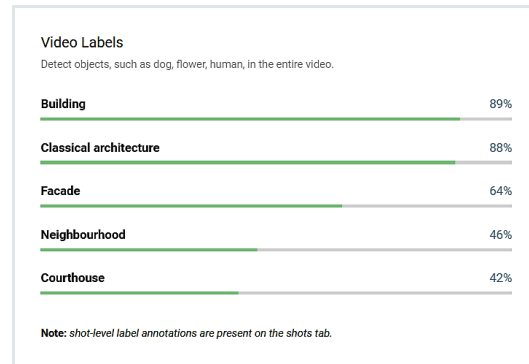 Video Labels
Detect objects, such as dog, flower, human, in the entire video.
Building 89%
Classical architecture 88%
Facade 64%
Neighbourhood 46%
Courthouse 42%
Note: shot-level label annotations are present on the shots tab.